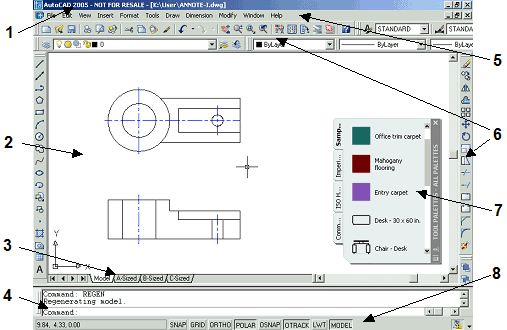 AutoCAD 2005 - NOT FOR RESALE - [E:\User\ANNOTE-1.dwg]
1
File Edit View Insert Format Tools Draw Dimension Modify Window Help
STANDARD STANDARD
0 ByLayer ByLayer ByLayer
5
6
2
Samp...
Office trim carpet
Imperi...
Mahogany flooring
ISO M...
Entry carpet
7
Comm...
Desk - 30 x 60 in.
Chair - Desk
TOOL PALETTES - ALL PALETTES
Y
X
A
3
Model A-Sized B-Sized C-Sized
8
4
Command: REGEN
Regenerating model.
Command:
9.84, 4.33, 0.00 SNAP GRID ORTHO POLAR OSNAP OTRACK LWT MODEL